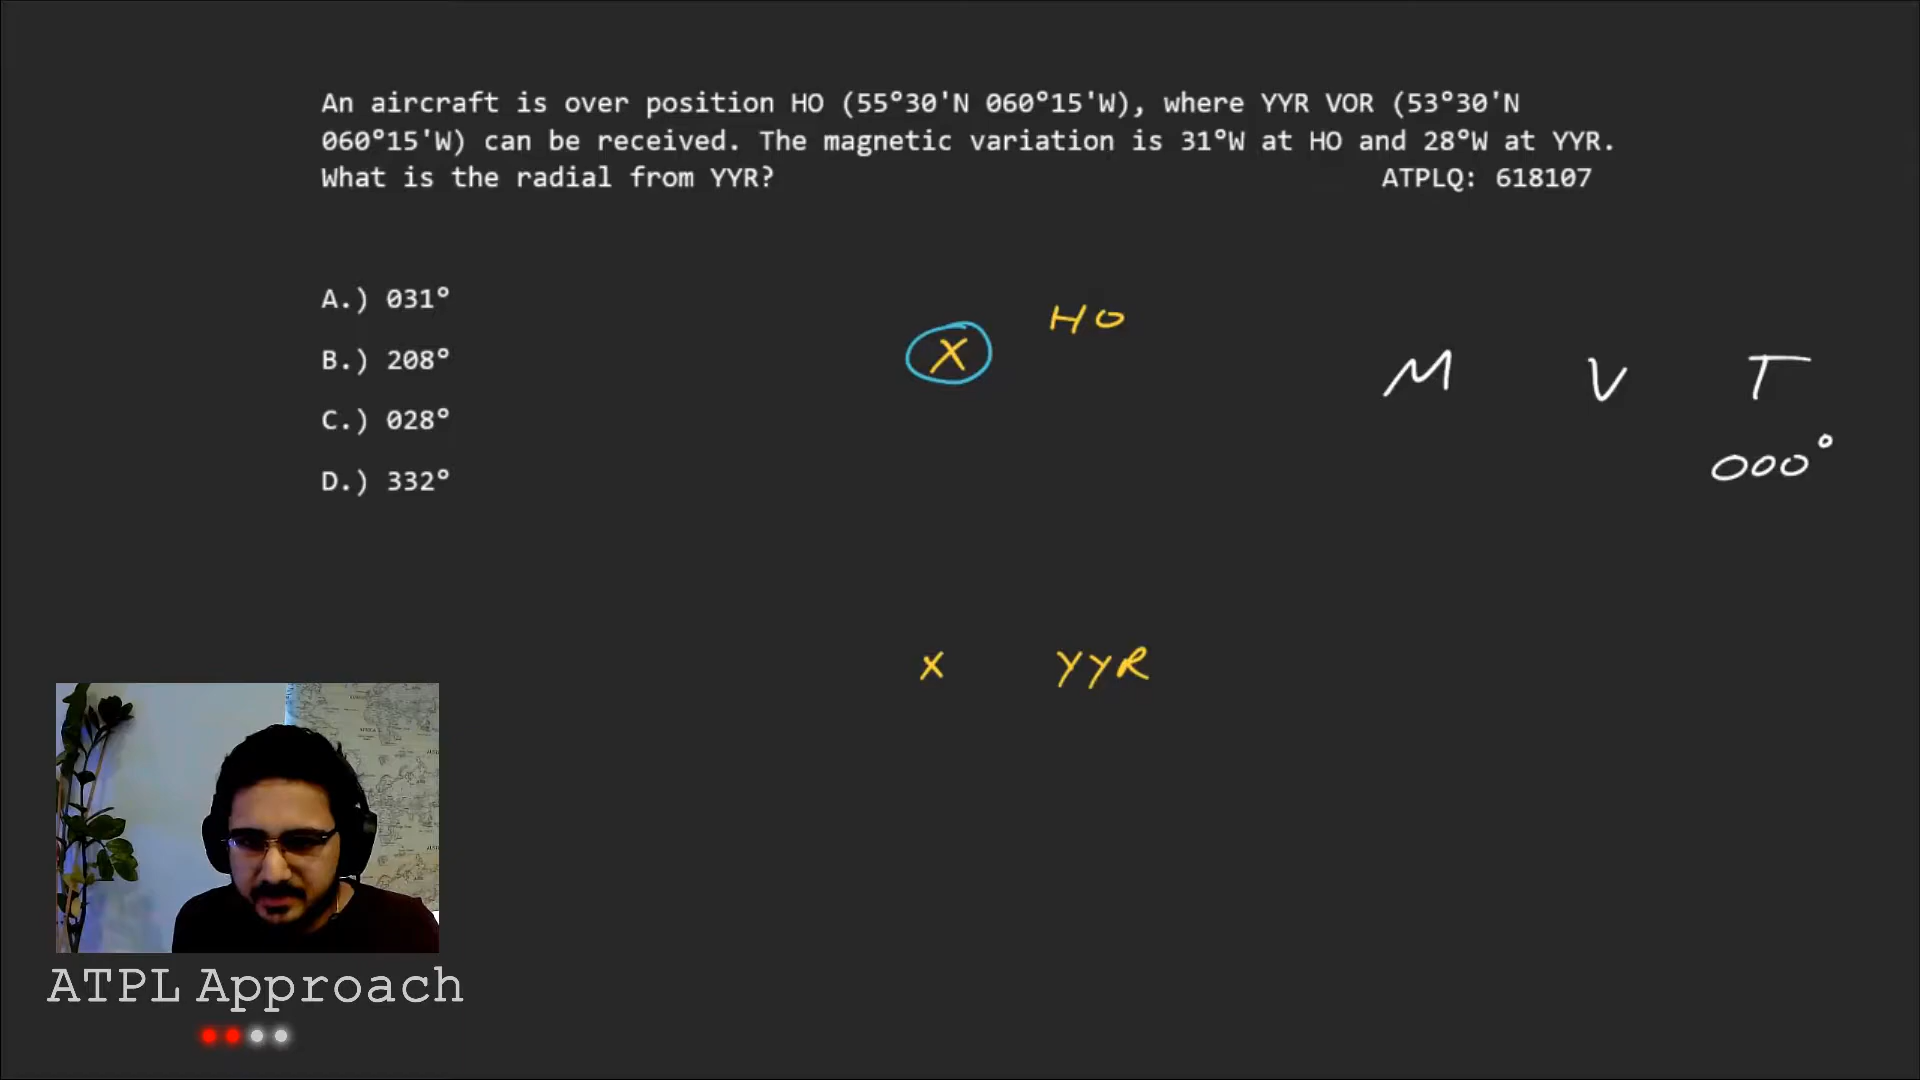 An aircraft is over position HO (55°30'N 060°15'W), where YYR VOR (53°30'N
060°15'W) can be received. The magnetic variation is 31°W at HO and 28°W at YYR.
What is the radial from YYR? ATPLQ: 618107
A.) 031°
B.) 208°
C.) 028°
D.) 332°
X HO
M V T
000°
X YYR
ATPL Approach